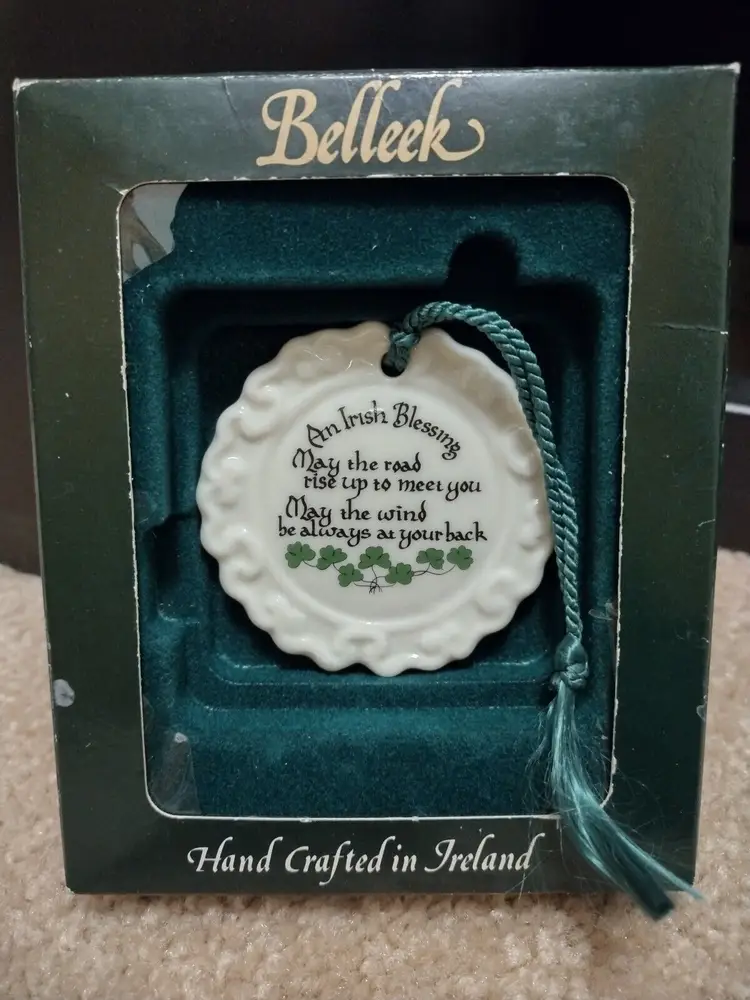 Belleek
An Irish Blessing
May the road
rise up to meet you
May the wind
be always at your back
Hand Crafted in Ireland